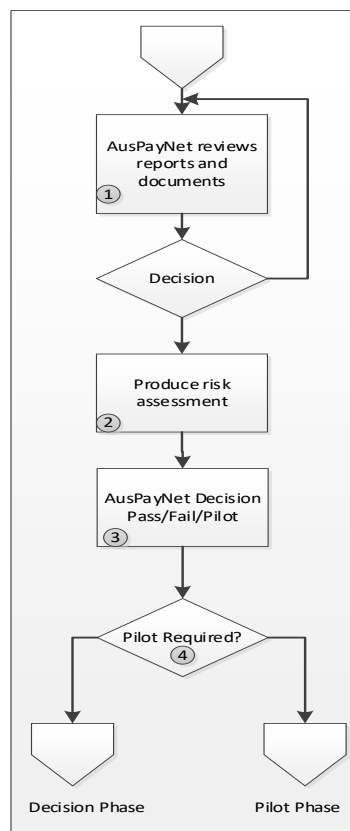 AusPayNet reviews
reports and
documents
1
Decision
Produce risk
assessment
2
AusPayNet Decision
Pass/Fail/Pilot
3
Pilot Required?
4
Decision Phase
Pilot Phase